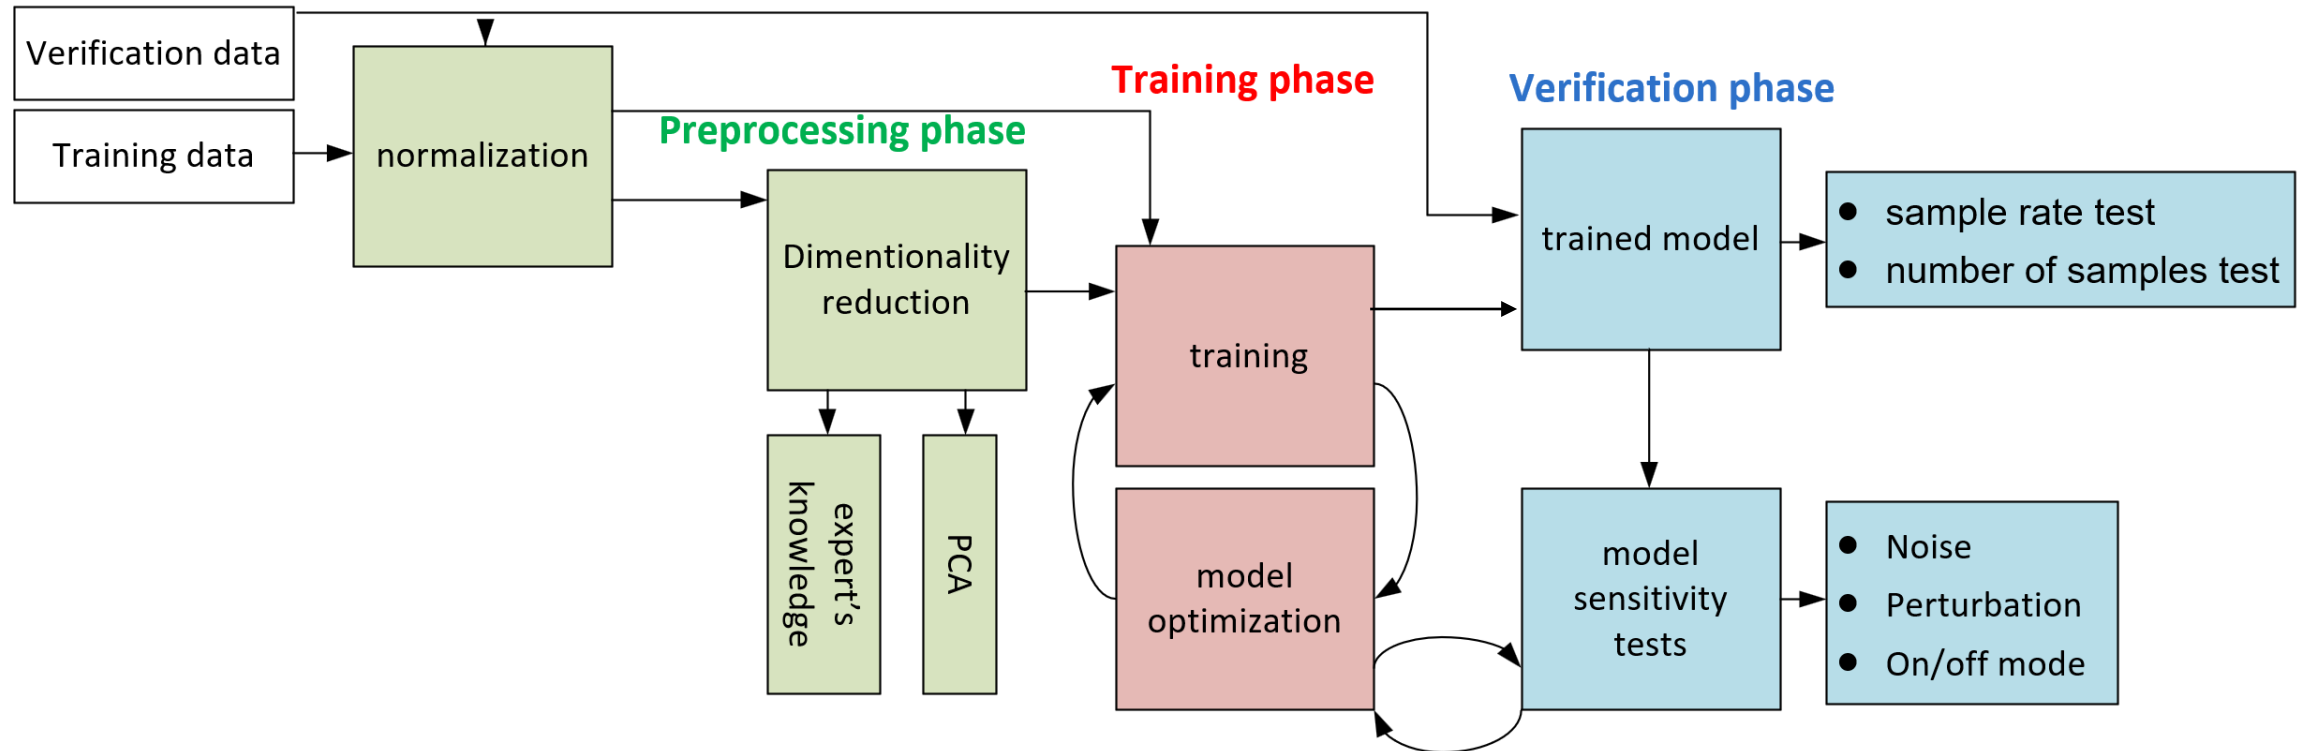 Verification data
Training data
normalization
Preprocessing phase
Dimentionality
reduction
expert's
knowledge
PCA
Training phase
training
model
optimization
Verification phase
trained model
● sample rate test
● number of samples test
model
sensitivity
tests
● Noise
● Perturbation
● On/off mode